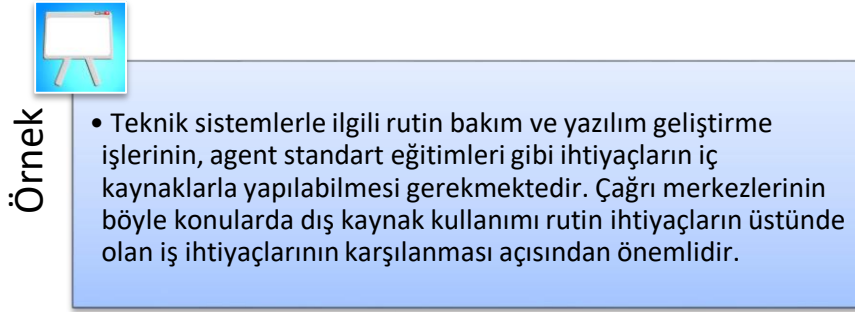 Örnek
• Teknik sistemlerle ilgili rutin bakım ve yazılım geliştirme
işlerinin, agent standart eğitimleri gibi ihtiyaçların iç
kaynaklarla yapılabilmesi gerekmektedir. Çağrı merkezlerinin
böyle konularda dış kaynak kullanımı rutin ihtiyaçların üstünde
olan iş ihtiyaçlarının karşılanması açısından önemlidir.